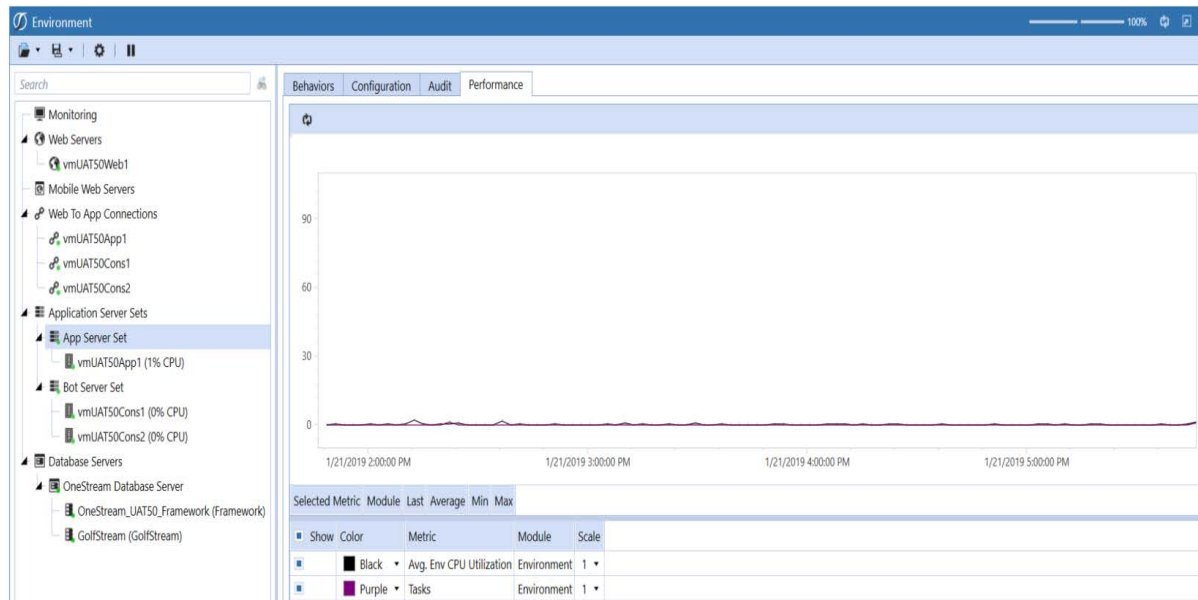 Environment
100%
Search
Monitoring
Web Servers
vmUAT50Web1
Mobile Web Servers
Web To App Connections
vmUAT50App1
vmUAT50Cons1
vmUAT50Cons2
Application Server Sets
App Server Set
vmUAT50App1 (1% CPU)
Bot Server Set
vmUAT50Cons1 (0% CPU)
vmUAT50Cons2 (0% CPU)
Database Servers
OneStream Database Server
OneStream_UAT50_Framework (Framework)
GolfStream (GolfStream)
Behaviors Configuration Audit Performance
90
60
30
0
1/21/2019 2:00:00 PM 1/21/2019 3:00:00 PM 1/21/2019 4:00:00 PM 1/21/2019 5:00:00 PM
Selected Metric Module Last Average Min Max
Show Color Metric Module Scale
Black Avg. Env CPU Utilization Environment 1
Purple Tasks Environment 1